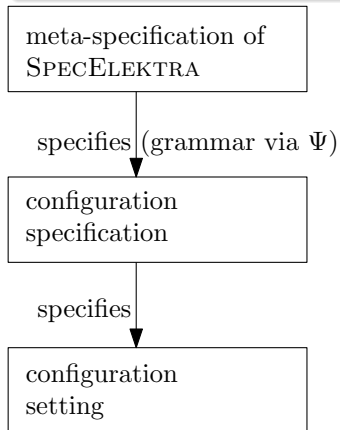 meta-specification of
SPECELEKTRA
specifies (grammar via Ψ)
configuration
specification
specifies
configuration
setting